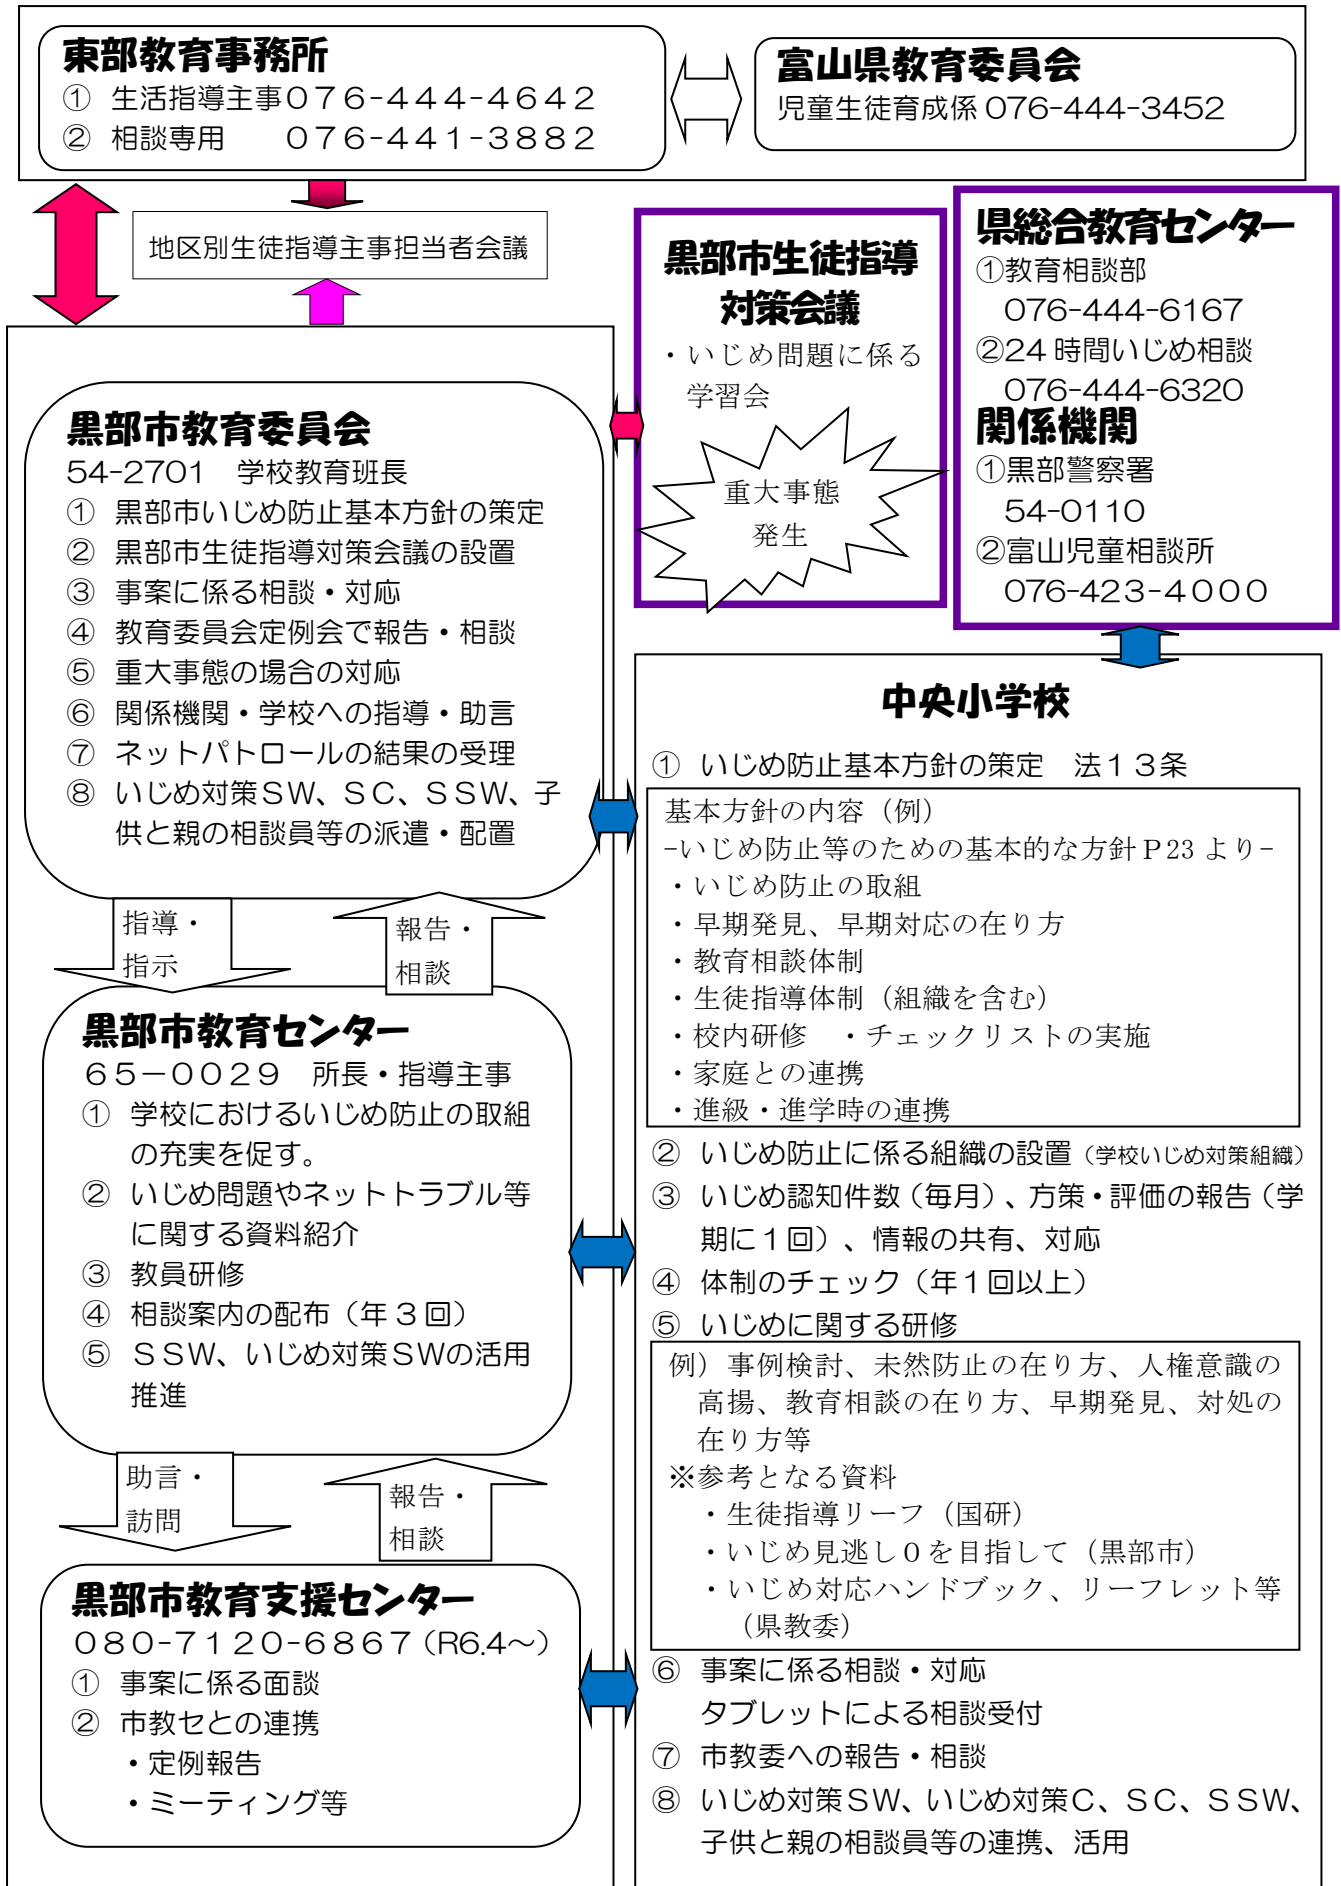 東部教育事務所
① 生活指導主事０７６-４４４-４６４２
② 相談専用　　０７６-４４１-３８８２
富山県教育委員会
児童生徒育成係 076-444-3452
地区別生徒指導主事担当者会議
黒部市生徒指導
対策会議
・いじめ問題に係る
学習会
重大事態
発生
県総合教育センター
①教育相談部
076-444-6167
②24 時間いじめ相談
076-444-6320
関係機関
①黒部警察署
54-0110
②富山児童相談所
076-423-４０００
黒部市教育委員会
54-2701　学校教育班長
① 黒部市いじめ防止基本方針の策定
② 黒部市生徒指導対策会議の設置
③ 事案に係る相談・対応
④ 教育委員会定例会で報告・相談
⑤ 重大事態の場合の対応
⑥ 関係機関・学校への指導・助言
⑦ ネットパトロールの結果の受理
⑧ いじめ対策ＳＷ、ＳＣ、ＳＳＷ、子
供と親の相談員等の派遣・配置
指導・
指示
報告・
相談
黒部市教育センター
６５－００２９　所長・指導主事
① 学校におけるいじめ防止の取組
の充実を促す。
② いじめ問題やネットトラブル等
に関する資料紹介
③ 教員研修
④ 相談案内の配布（年３回）
⑤ ＳＳＷ、いじめ対策ＳＷの活用
推進
助言・
訪問
報告・
相談
黒部市教育支援センター
０８０-７１２０-６８６７（R6.4～）
① 事案に係る面談
② 市教セとの連携
・定例報告
・ミーティング等
中央小学校
① いじめ防止基本方針の策定　法１３条
基本方針の内容（例）
-いじめ防止等のための基本的な方針Ｐ23 より-
・いじめ防止の取組
・早期発見、早期対応の在り方
・教育相談体制
・生徒指導体制（組織を含む）
・校内研修　・チェックリストの実施
・家庭との連携
・進級・進学時の連携
② いじめ防止に係る組織の設置（学校いじめ対策組織）
③ いじめ認知件数（毎月）、方策・評価の報告（学
期に１回）、情報の共有、対応
④ 体制のチェック（年１回以上）
⑤ いじめに関する研修
例）事例検討、未然防止の在り方、人権意識の
高揚、教育相談の在り方、早期発見、対処の
在り方等
※参考となる資料
・生徒指導リーフ（国研）
・いじめ見逃し０を目指して（黒部市）
・いじめ対応ハンドブック、リーフレット等
（県教委）
⑥ 事案に係る相談・対応
タブレットによる相談受付
⑦ 市教委への報告・相談
⑧ いじめ対策ＳＷ、いじめ対策Ｃ、ＳＣ、ＳＳＷ、
子供と親の相談員等の連携、活用